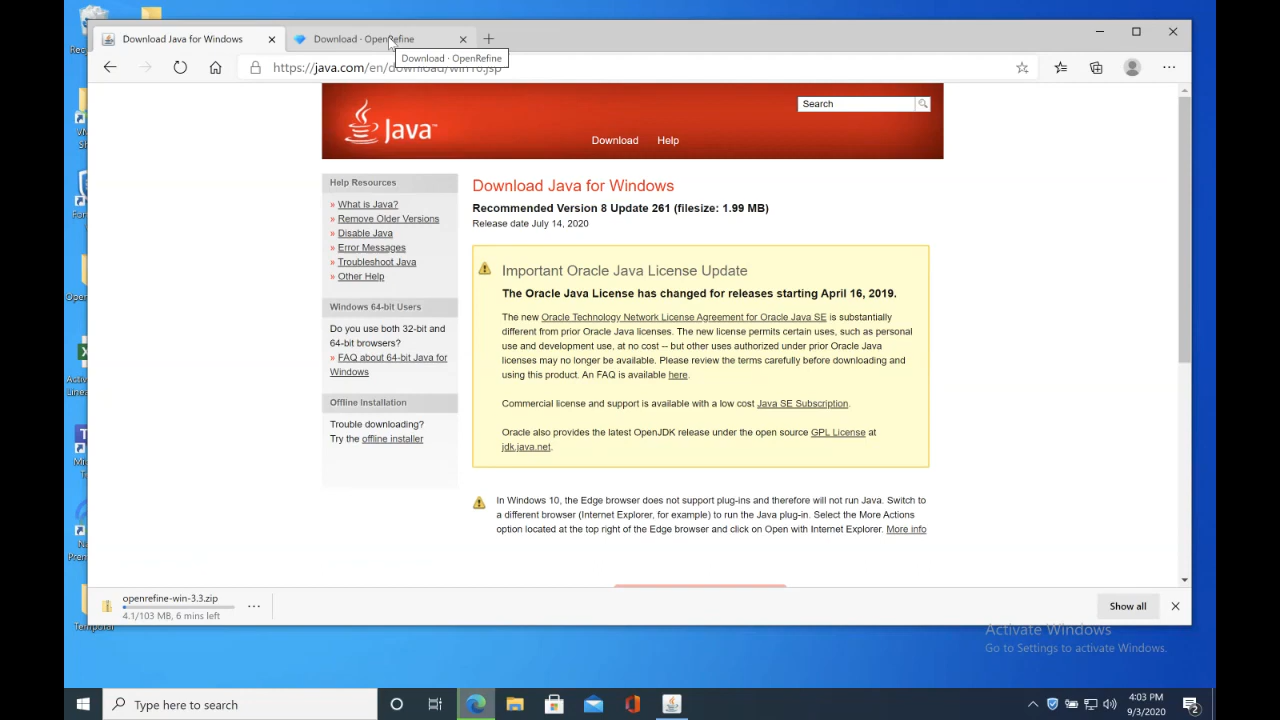 Download Java for Windows
Download · OpenRefine
Download · OpenRefine
https://java.com/en/download/win10.jsp
Java™
Search
Download Help
Help Resources
» What is Java?
» Remove Older Versions
» Disable Java
» Error Messages
» Troubleshoot Java
» Other Help
Windows 64-bit Users
Do you use both 32-bit and
64-bit browsers?
» FAQ about 64-bit Java for
Windows
Offline Installation
Trouble downloading?
Try the offline installer
Download Java for Windows
Recommended Version 8 Update 261 (filesize: 1.99 MB)
Release date July 14, 2020
Important Oracle Java License Update
The Oracle Java License has changed for releases starting April 16, 2019.
The new Oracle Technology Network License Agreement for Oracle Java SE is substantially
different from prior Oracle Java licenses. The new license permits certain uses, such as personal
use and development use, at no cost -- but other uses authorized under prior Oracle Java
licenses may no longer be available. Please review the terms carefully before downloading and
using this product. An FAQ is available here.
Commercial license and support is available with a low cost Java SE Subscription.
Oracle also provides the latest OpenJDK release under the open source GPL License at
jdk.java.net.
In Windows 10, the Edge browser does not support plug-ins and therefore will not run Java. Switch to
a different browser (Internet Explorer, for example) to run the Java plug-in. Select the More Actions
option located at the top right of the Edge browser and click on Open with Internet Explorer. More info
openrefine-win-3.3.zip
4.1/103 MB, 6 mins left
Show all
Activate Windows
Go to Settings to activate Windows.
Type here to search
4:03 PM
9/3/2020
2